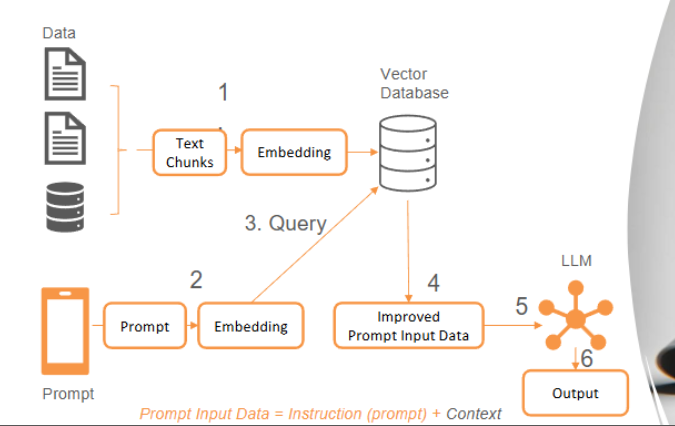 Data
1
.
Vector
Database
Text
Chunks
Embedding
3. Query
2
4
LLM
5
Prompt
Embedding
Improved
Prompt Input Data
6
Output
Prompt
Prompt Input Data = Instruction (prompt) + Context